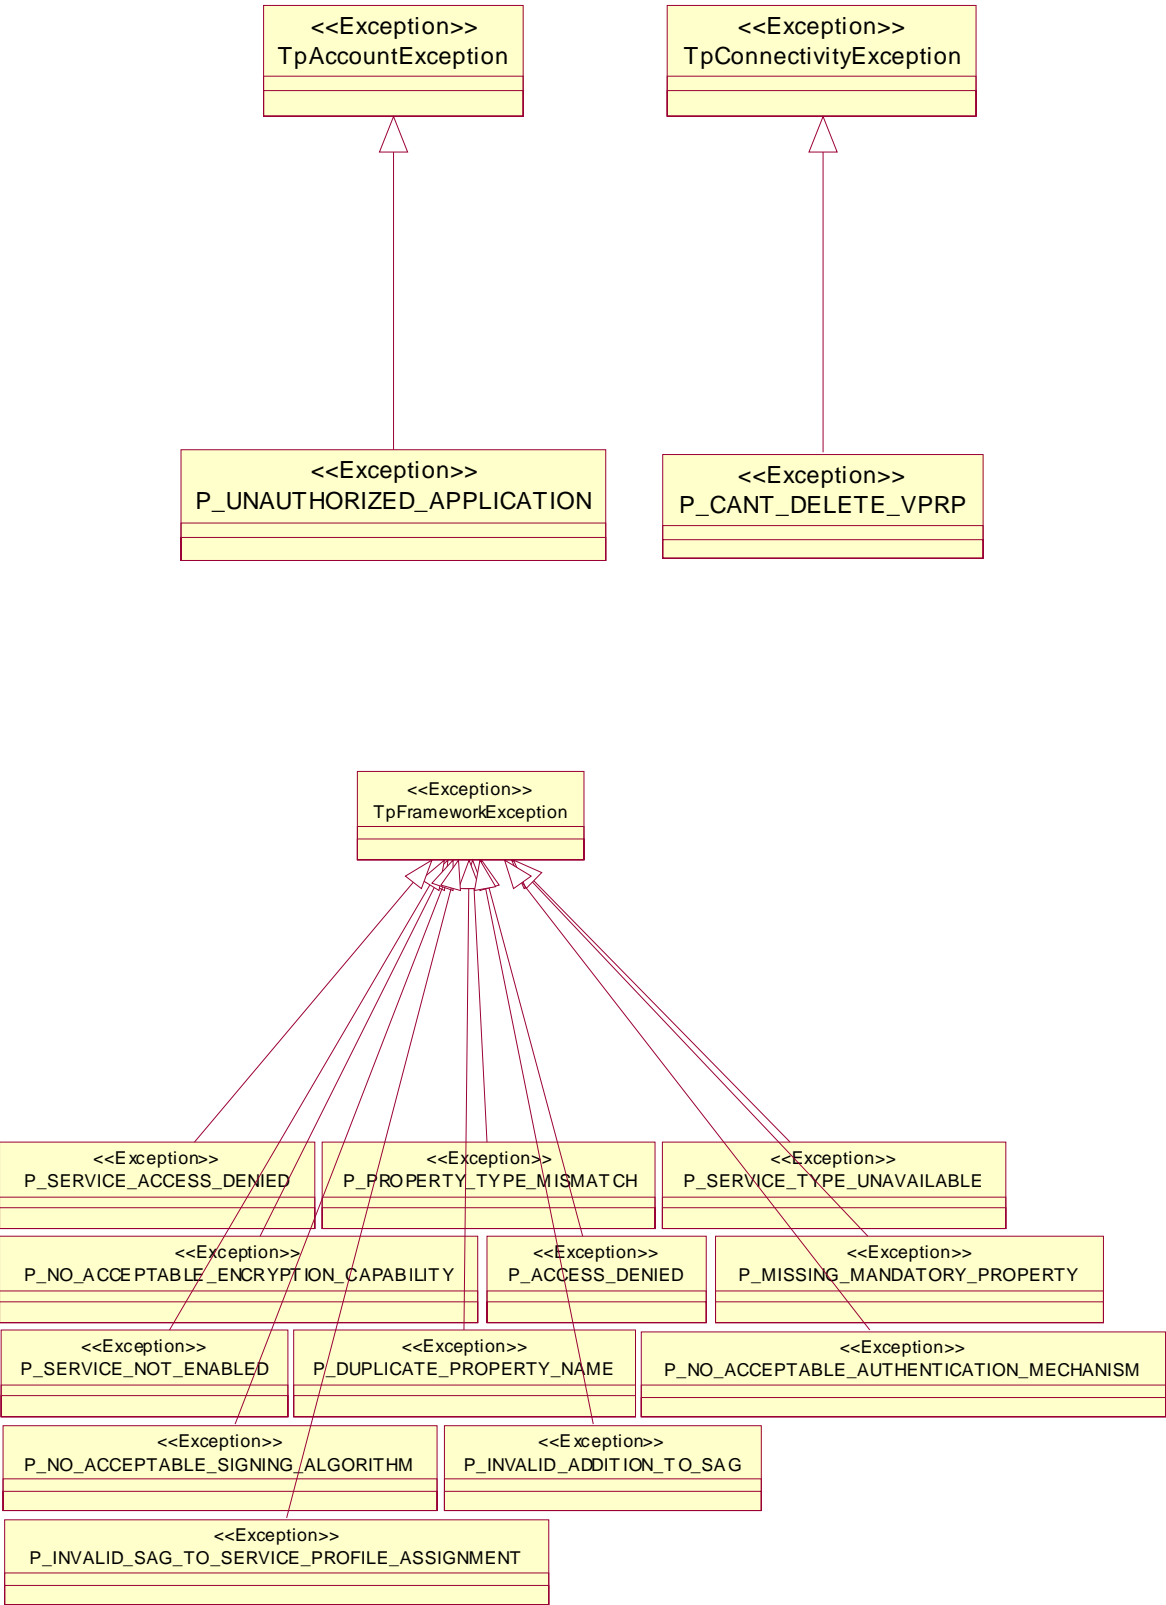 <<Exception>>
TpAccountException
<<Exception>>
TpConnectivityException
<<Exception>>
P_UNAUTHORIZED_APPLICATION
<<Exception>>
P_CANT_DELETE_VPRP
<<Exception>>
TpFrameworkException
<<Exception>>
P_SERVICE_ACCESS_DENIED
<<Exception>>
P_PROPERTY_TYPE_MISMATCH
<<Exception>>
P_SERVICE_TYPE_UNAVAILABLE
<<Exception>>
P_NO_ACCEPTABLE_ENCRYPTION_CAPABILITY
<<Exception>>
P_ACCESS_DENIED
<<Exception>>
P_MISSING_MANDATORY_PROPERTY
<<Exception>>
P_SERVICE_NOT_ENABLED
<<Exception>>
P_DUPLICATE_PROPERTY_NAME
<<Exception>>
P_NO_ACCEPTABLE_AUTHENTICATION_MECHANISM
<<Exception>>
P_NO_ACCEPTABLE_SIGNING_ALGORITHM
<<Exception>>
P_INVALID_ADDITION_TO_SAG
<<Exception>>
P_INVALID_SAG_TO_SERVICE_PROFILE_ASSIGNMENT